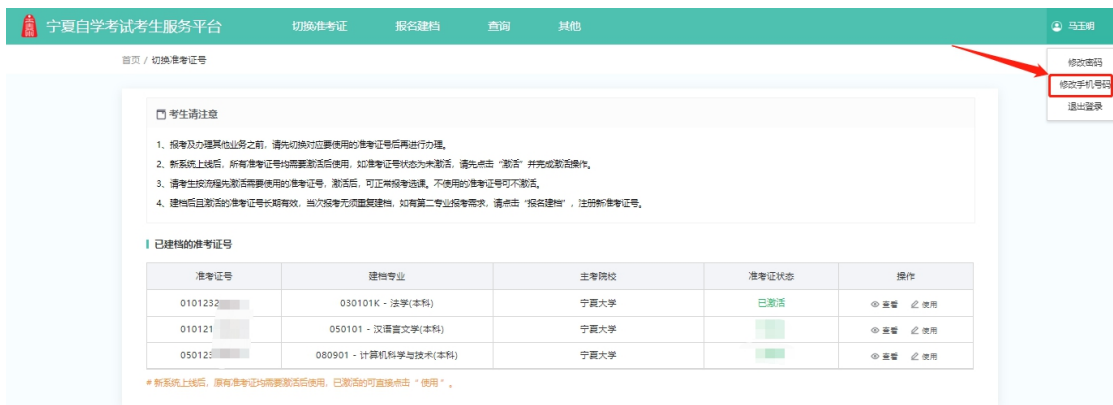 宁夏自学考试考生服务平台 切换准考证 报名建档 查询 其他 马玉明
首页 / 切换准考证号
修改密码
修改手机号码
退出登录
考生请注意
1、报考及办理其他业务之前，请先切换对应要使用的准考证号后再进行办理。
2、新系统上线后，所有准考证号均需要激活后使用，如准考证号状态为未激活，请先点击“激活”并完成激活操作。
3、请考生按流程先激活需要使用的准考证号，激活后，可正常报考选课。不使用的准考证号可不激活。
4、建档后且激活的准考证号长期有效，当次报考无须重复建档，如有第二专业报考需求，请点击“报名建档”，注册新准考证号。
已建档的准考证号
准考证号 建档专业 主考院校 准考证状态 操作
0101232 030101K - 法学(本科) 宁夏大学 已激活 查看 使用
010121 050101 - 汉语言文学(本科) 宁夏大学 查看 使用
050123 080901 - 计算机科学与技术(本科) 宁夏大学 查看 使用
# 新系统上线后，原有准考证均需要激活后使用，已激活的可直接点击“ 使用 ”。